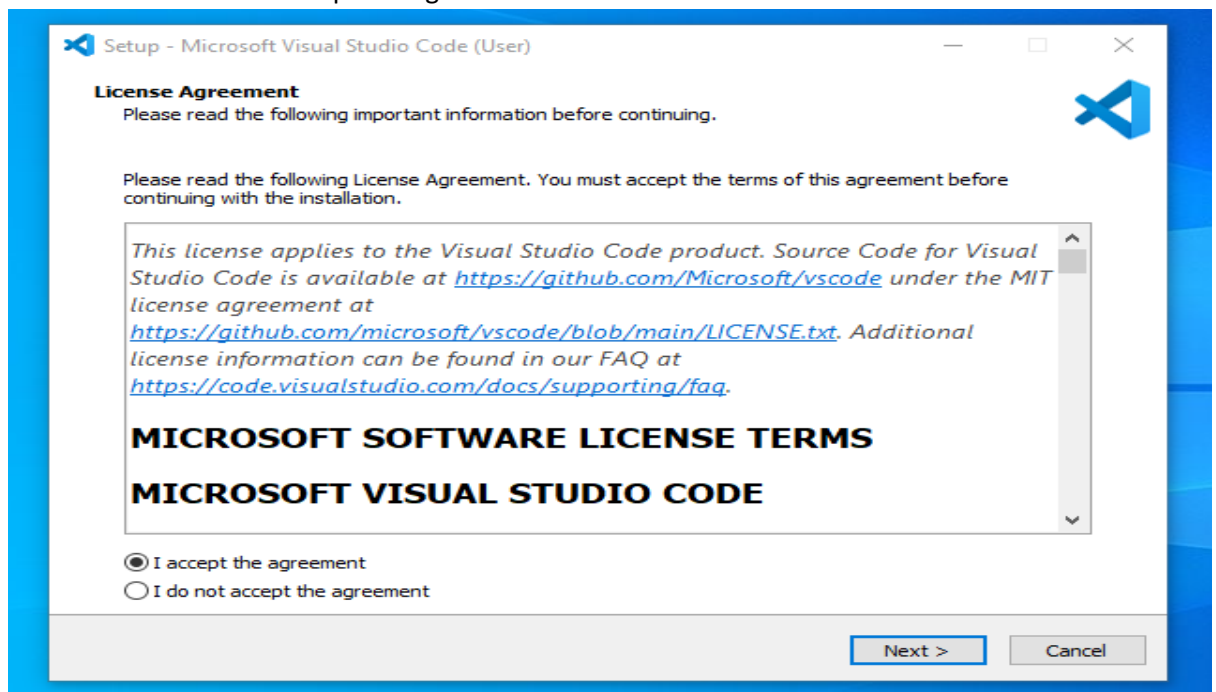 Setup - Microsoft Visual Studio Code (User)
License Agreement
Please read the following important information before continuing.
Please read the following License Agreement. You must accept the terms of this agreement before
continuing with the installation.
This license applies to the Visual Studio Code product. Source Code for Visual
Studio Code is available at https://github.com/Microsoft/vscode under the MIT
license agreement at
https://github.com/microsoft/vscode/blob/main/LICENSE.txt. Additional
license information can be found in our FAQ at
https://code.visualstudio.com/docs/supporting/faq.
MICROSOFT SOFTWARE LICENSE TERMS
MICROSOFT VISUAL STUDIO CODE
I accept the agreement
I do not accept the agreement
Next > Cancel